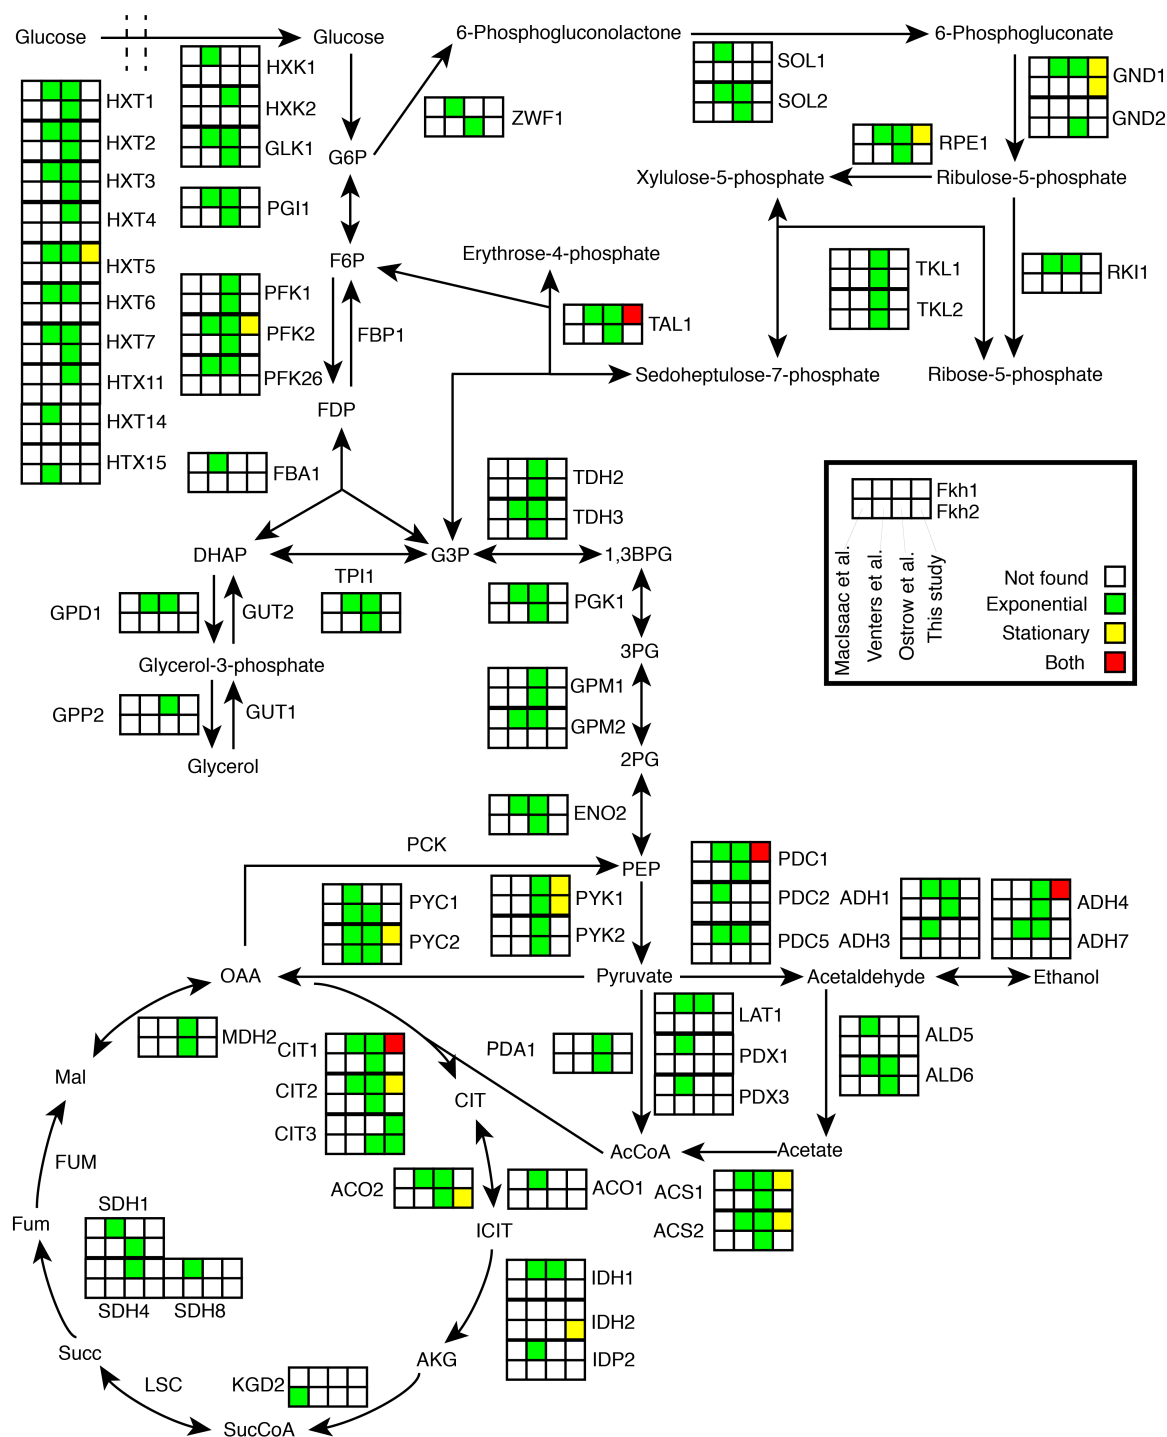 Glucose
Glucose
6-Phosphogluconolactone
6-Phosphogluconate
HXK1
HXK2
GLK1
PGI1
HXT1
HXT2
HXT3
HXT4
HXT5
HXT6
HXT7
HTX11
HXT14
HTX15
ZWF1
SOL1
SOL2
GND1
GND2
RPE1
G6P
Xylulose-5-phosphate
Ribulose-5-phosphate
F6P
Erythrose-4-phosphate
TKL1
TKL2
RKI1
PFK1
PFK2
PFK26
FBP1
TAL1
Sedoheptulose-7-phosphate
Ribose-5-phosphate
FDP
FBA1
TDH2
TDH3
Fkh1
Fkh2
MacIsaac et al.
Venters et al.
Ostrow et al.
This study
Not found
Exponential
Stationary
Both
DHAP
G3P
1,3BPG
TPI1
GPD1
GUT2
PGK1
Glycerol-3-phosphate
3PG
GPP2
GUT1
GPM1
GPM2
Glycerol
2PG
ENO2
PCK
PEP
PYC1
PYC2
PYK1
PYK2
PDC1
PDC2
PDC5
ADH1
ADH3
ADH4
ADH7
OAA
Pyruvate
Acetaldehyde
Ethanol
MDH2
CIT1
CIT2
CIT3
PDA1
LAT1
PDX1
PDX3
ALD5
ALD6
Mal
CIT
AcCoA
Acetate
FUM
ACO2
ACO1
ACS1
ACS2
SDH1
Fum
ICIT
SDH4
SDH8
IDH1
IDH2
IDP2
Succ
AKG
LSC
KGD2
SucCoA